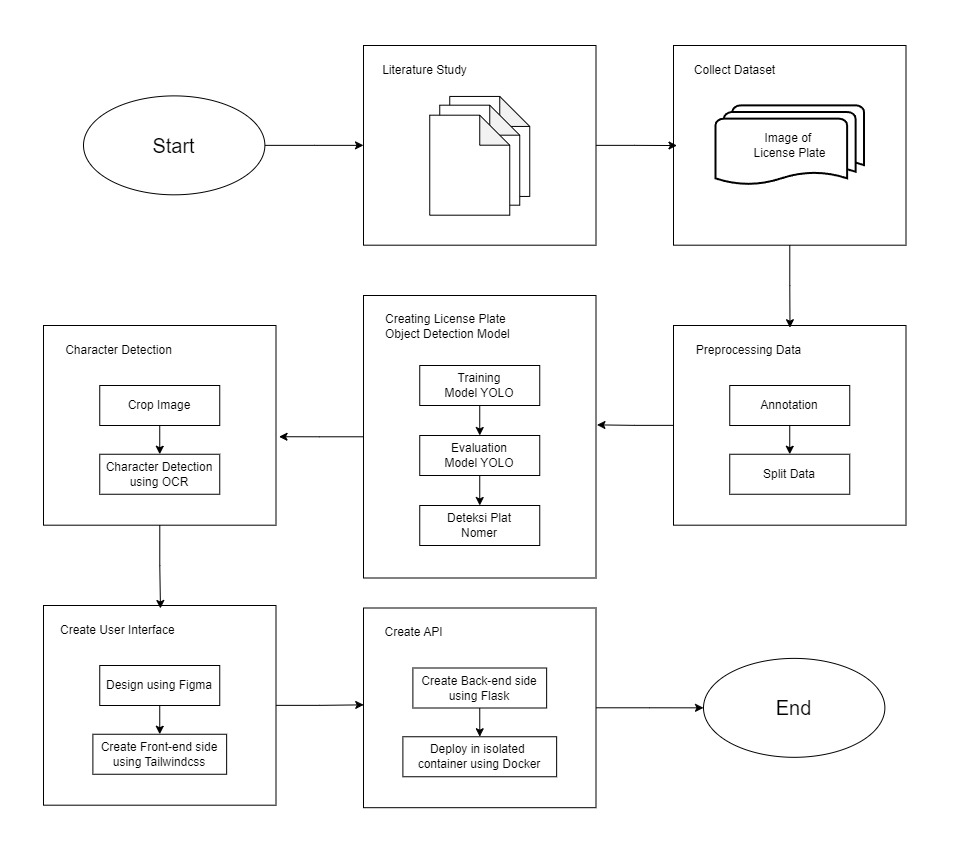 Start
Literature Study
Collect Dataset
Image of
License Plate
Preprocessing Data
Annotation
Split Data
Creating License Plate
Object Detection Model
Training
Model YOLO
Evaluation
Model YOLO
Deteksi Plat
Nomer
Character Detection
Crop Image
Character Detection
using OCR
Create User Interface
Design using Figma
Create Front-end side
using Tailwindcss
Create API
Create Back-end side
using Flask
Deploy in isolated
container using Docker
End